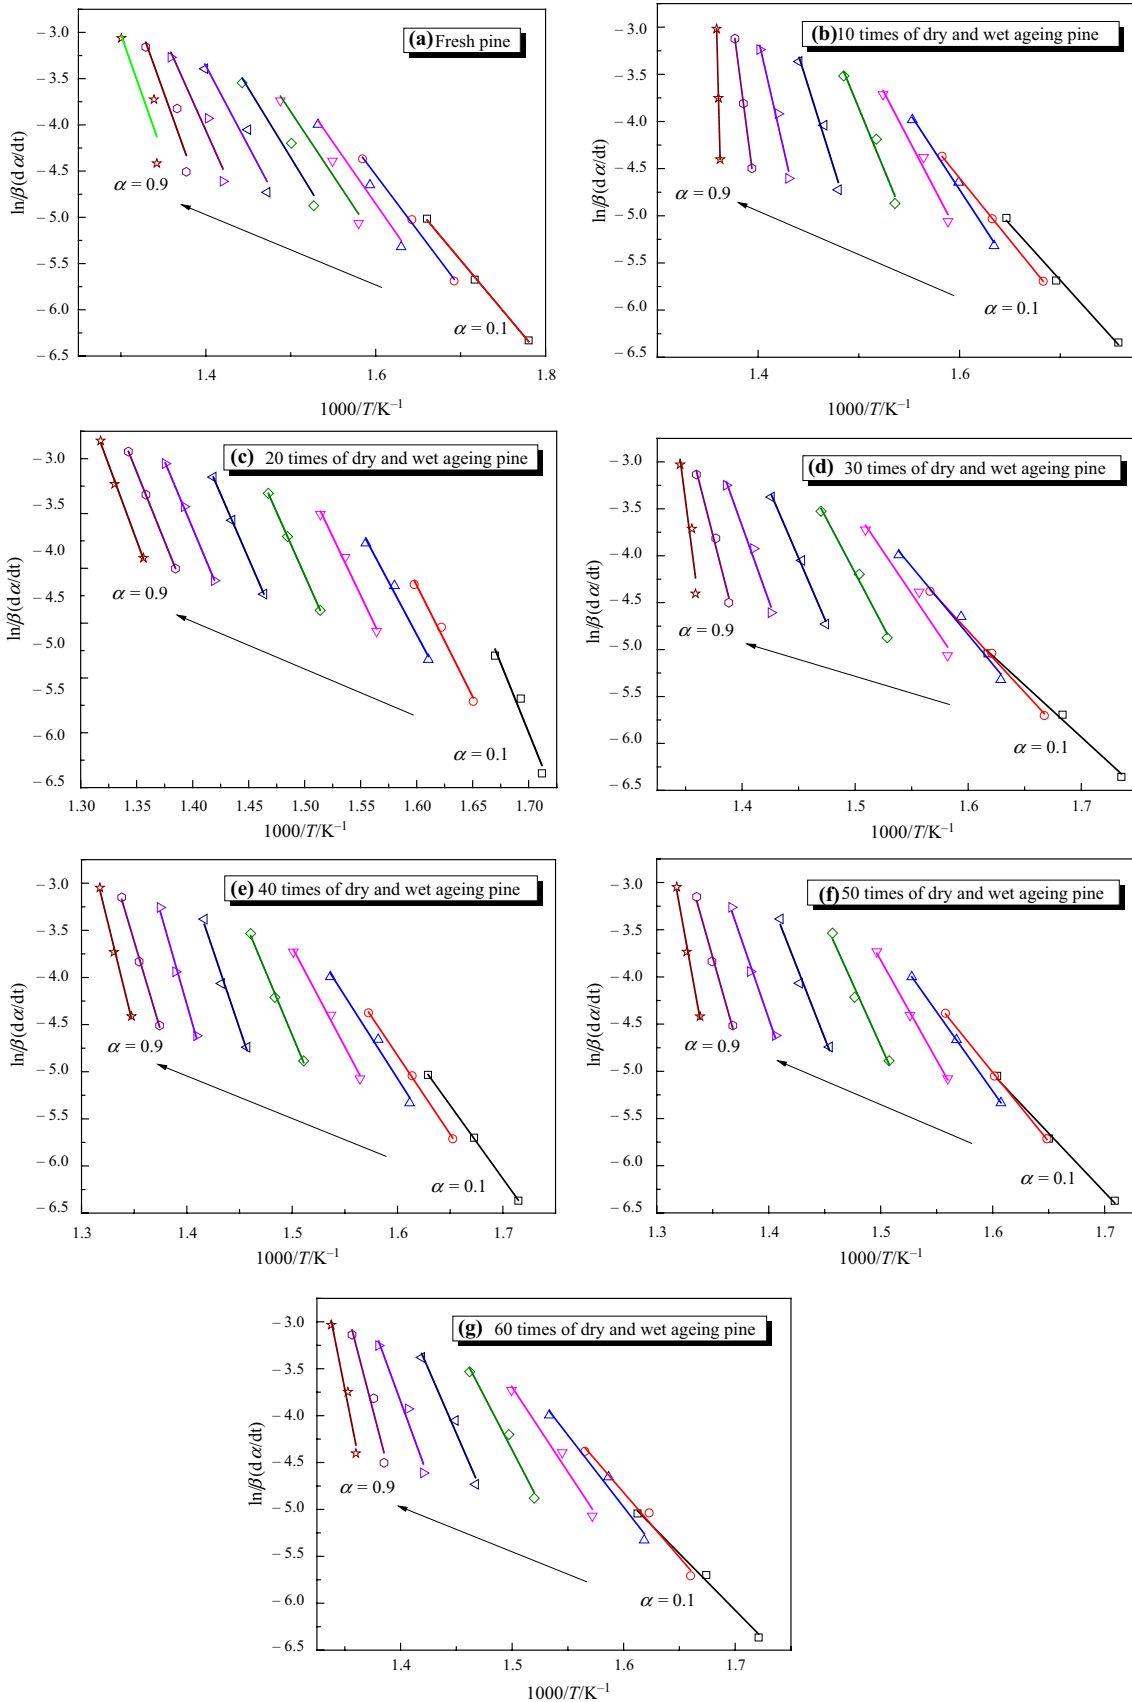 (a) Fresh pine
−3.0
−3.5
−4.0
−4.5
−5.0
−5.5
−6.0
−6.5
ln/β(dα/dt)
α = 0.9
α = 0.1
1.4 1.6 1.8
1000/T/K⁻¹
(b) 10 times of dry and wet ageing pine
−3.0
−3.5
−4.0
−4.5
−5.0
−5.5
−6.0
−6.5
ln/β(dα/dt)
α = 0.9
α = 0.1
1.4 1.6
1000/T/K⁻¹
(c) 20 times of dry and wet ageing pine
−3.0
−3.5
−4.0
−4.5
−5.0
−5.5
−6.0
−6.5
ln/β(dα/dt)
α = 0.9
α = 0.1
1.30 1.35 1.40 1.45 1.50 1.55 1.60 1.65 1.70
1000/T/K⁻¹
(d) 30 times of dry and wet ageing pine
−3.0
−3.5
−4.0
−4.5
−5.0
−5.5
−6.0
−6.5
ln/β(dα/dt)
α = 0.9
α = 0.1
1.4 1.5 1.6 1.7
1000/T/K⁻¹
(e) 40 times of dry and wet ageing pine
−3.0
−3.5
−4.0
−4.5
−5.0
−5.5
−6.0
−6.5
ln/β(dα/dt)
α = 0.9
α = 0.1
1.3 1.4 1.5 1.6 1.7
1000/T/K⁻¹
(f) 50 times of dry and wet ageing pine
−3.0
−3.5
−4.0
−4.5
−5.0
−5.5
−6.0
−6.5
ln/β(dα/dt)
α = 0.9
α = 0.1
1.3 1.4 1.5 1.6 1.7
1000/T/K⁻¹
(g) 60 times of dry and wet ageing pine
−3.0
−3.5
−4.0
−4.5
−5.0
−5.5
−6.0
−6.5
ln/β(dα/dt)
α = 0.9
α = 0.1
1.4 1.5 1.6 1.7
1000/T/K⁻¹